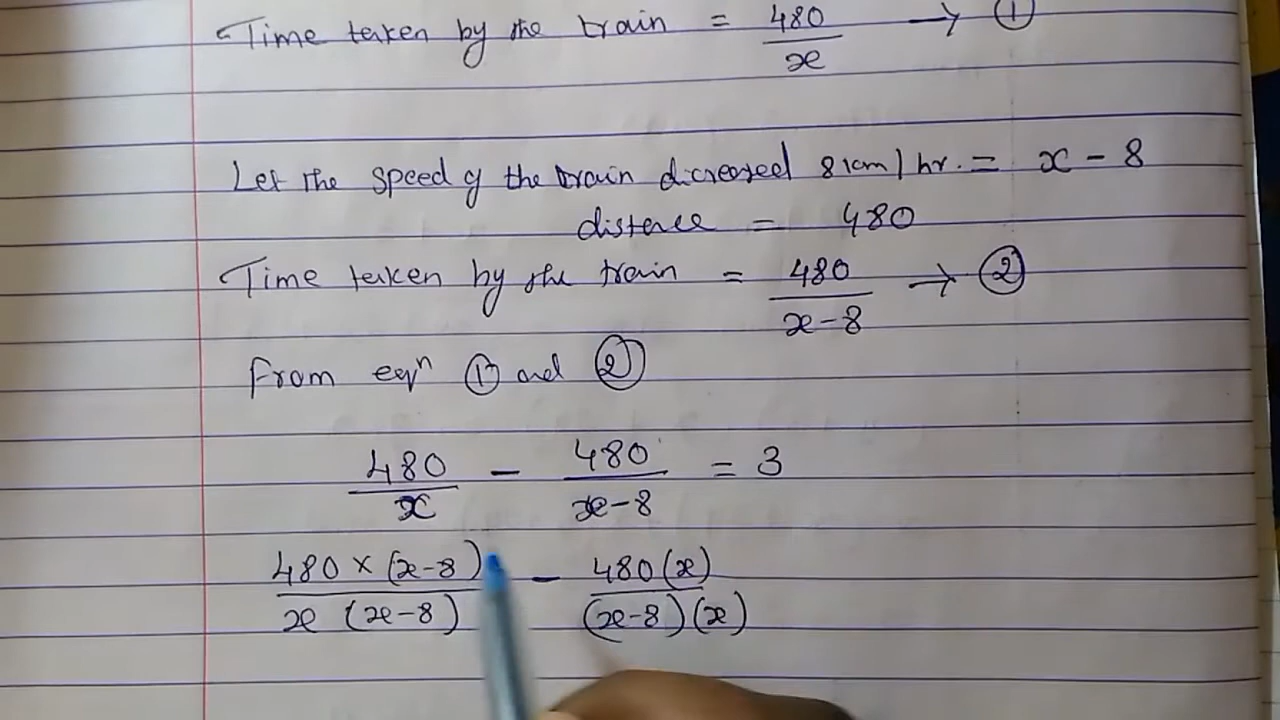 Time taken by the train = 480/x → ①
Let the speed of the train dicreased 8 km/hr. = x - 8
distence = 480
Time taken by the train = 480/x-8 → ②
From eqn ① and ②
480/x - 480/x-8 = 3
480 × (x-8)/x (x-8) - 480(x)/(x-8)(x)